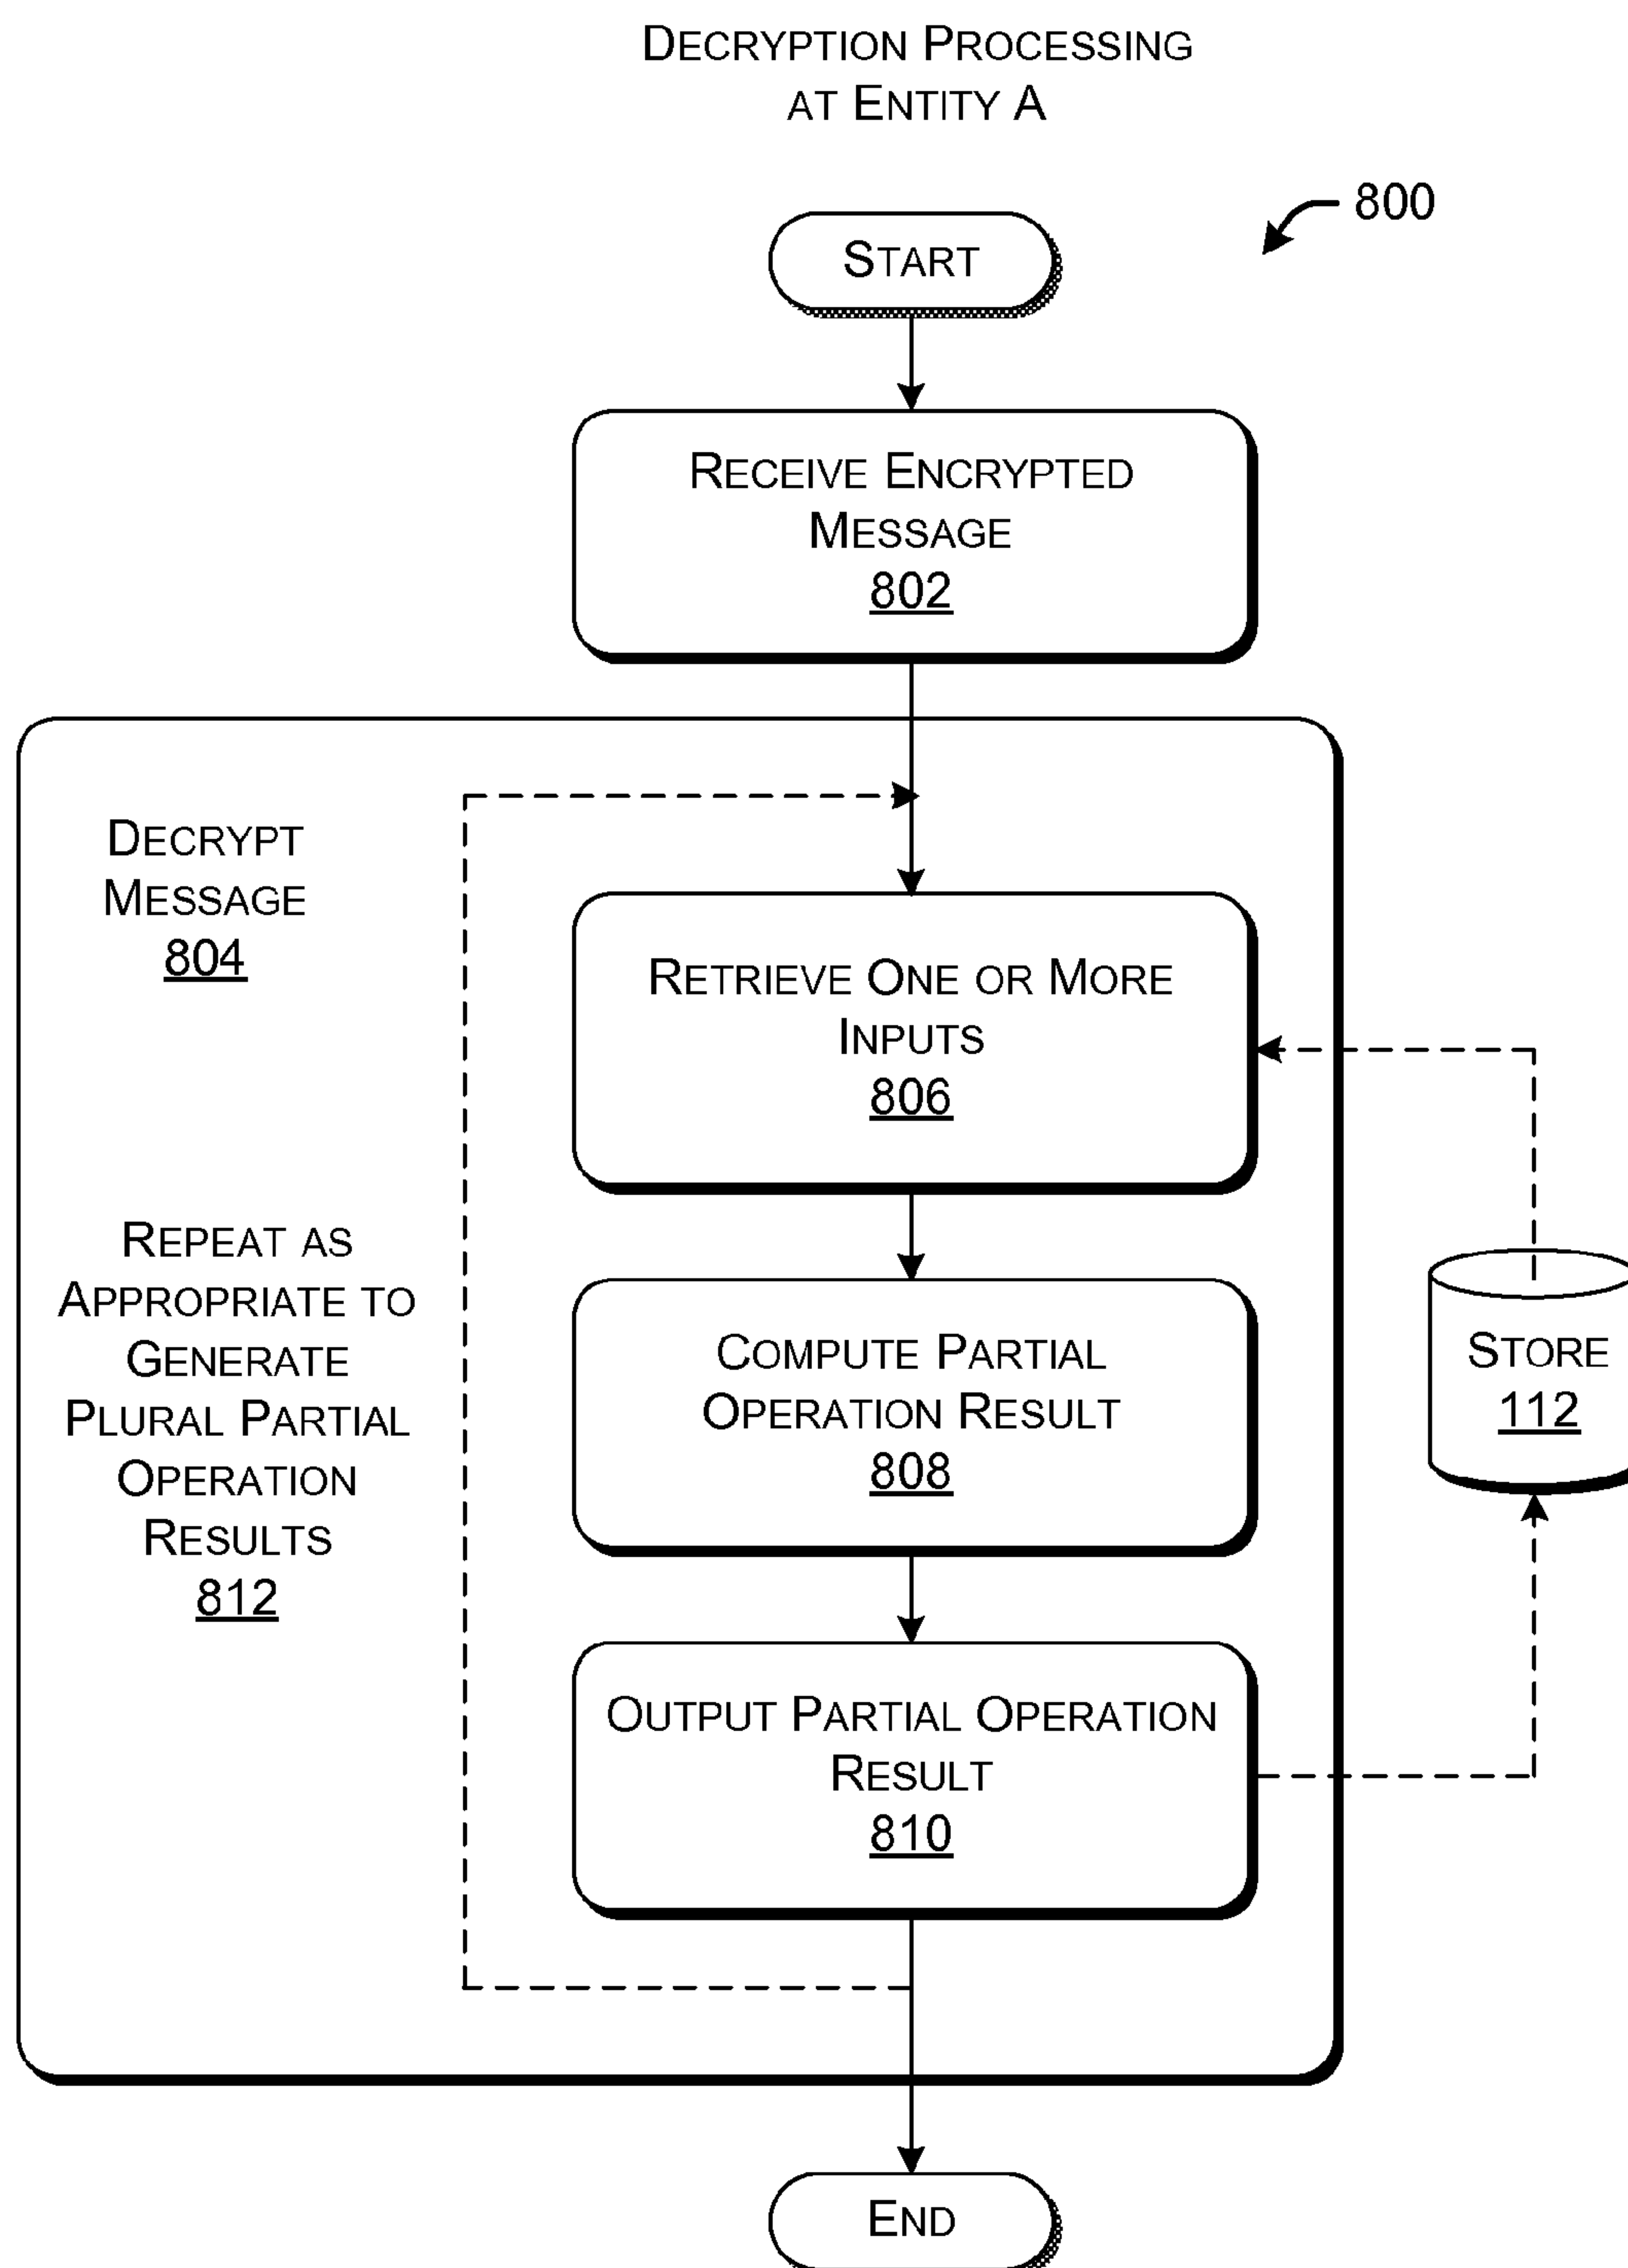 DECRYPTION PROCESSING
AT ENTITY A
800
START
RECEIVE ENCRYPTED
MESSAGE
802
DECRYPT
MESSAGE
804
RETRIEVE ONE OR MORE
INPUTS
806
REPEAT AS
APPROPRIATE TO
GENERATE
PLURAL PARTIAL
OPERATION
RESULTS
812
COMPUTE PARTIAL
OPERATION RESULT
808
STORE
112
OUTPUT PARTIAL OPERATION
RESULT
810
END